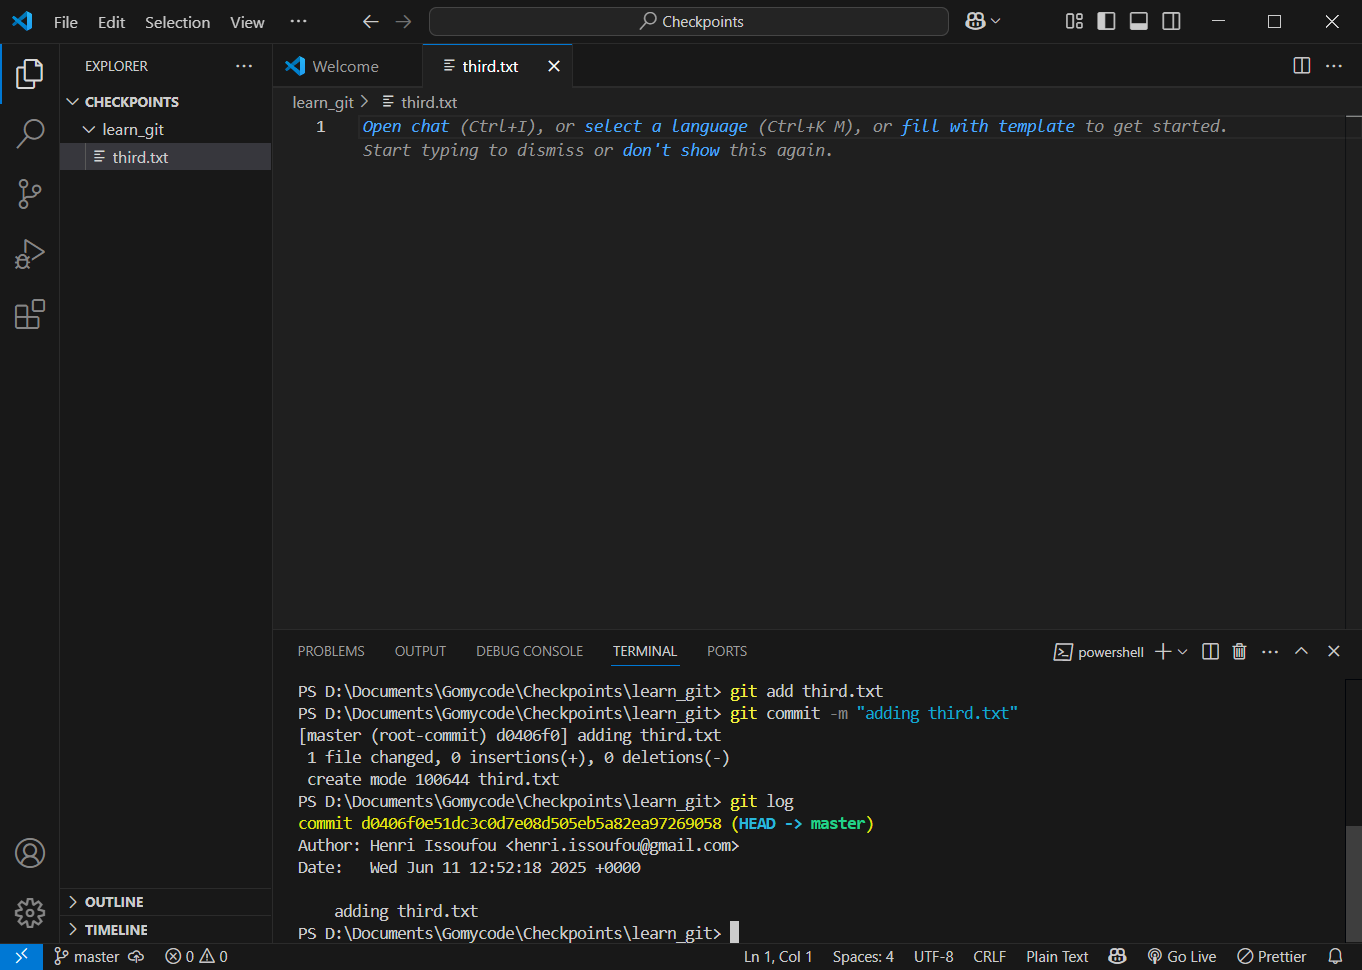 File Edit Selection View ··· Checkpoints
EXPLORER ···
CHECKPOINTS
learn_git
third.txt
OUTLINE
TIMELINE
Welcome third.txt
learn_git > third.txt
1 Open chat (Ctrl+I), or select a language (Ctrl+K M), or fill with template to get started.
Start typing to dismiss or don't show this again.
PROBLEMS OUTPUT DEBUG CONSOLE TERMINAL PORTS powershell
PS D:\Documents\Gomycode\Checkpoints\learn_git> git add third.txt
PS D:\Documents\Gomycode\Checkpoints\learn_git> git commit -m "adding third.txt"
[master (root-commit) d0406f0] adding third.txt
1 file changed, 0 insertions(+), 0 deletions(-)
create mode 100644 third.txt
PS D:\Documents\Gomycode\Checkpoints\learn_git> git log
commit d0406f0e51dc3c0d7e08d505eb5a82ea97269058 (HEAD -> master)
Author: Henri Issoufou <henri.issoufou@gmail.com>
Date:   Wed Jun 11 12:52:18 2025 +0000
adding third.txt
PS D:\Documents\Gomycode\Checkpoints\learn_git>
master 0 0 Ln 1, Col 1 Spaces: 4 UTF-8 CRLF Plain Text Go Live Prettier